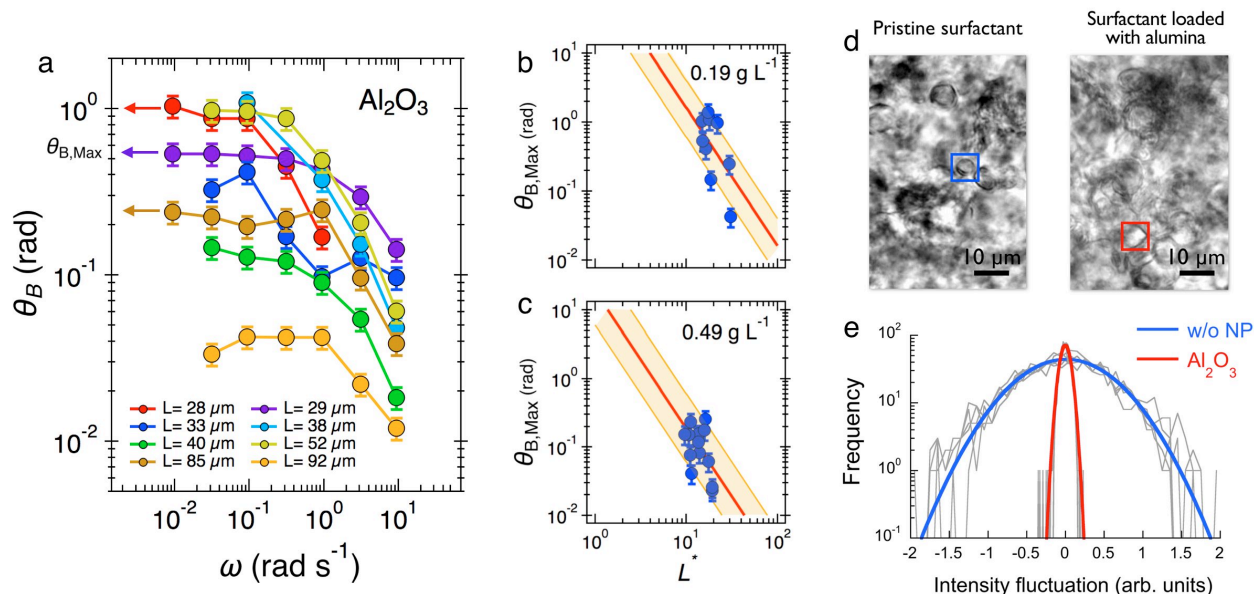 a
Al₂O₃
10⁰
θB,Max
10⁻¹
10⁻²
θB (rad)
L= 28 µm
L= 29 µm
L= 33 µm
L= 38 µm
L= 40 µm
L= 52 µm
L= 85 µm
L= 92 µm
10⁻² 10⁻¹ 10⁰ 10¹
ω (rad s⁻¹)
b
0.19 g L⁻¹
10¹
10⁰
10⁻¹
10⁻²
θB,Max (rad)
c
0.49 g L⁻¹
10¹
10⁰
10⁻¹
10⁻²
θB,Max (rad)
10⁰ 10¹ 10²
L*
d
Pristine surfactant
Surfactant loaded
with alumina
10 µm
10 µm
e
w/o NP
Al₂O₃
10²
10¹
10⁰
10⁻¹
Frequency
-2 -1.5 -1 -0.5 0 0.5 1 1.5 2
Intensity fluctuation (arb. units)